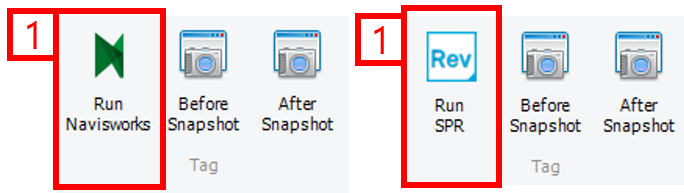 1
Run
Navisworks
Before
Snapshot
After
Snapshot
Tag
1
Rev
Run
SPR
Before
Snapshot
After
Snapshot
Tag